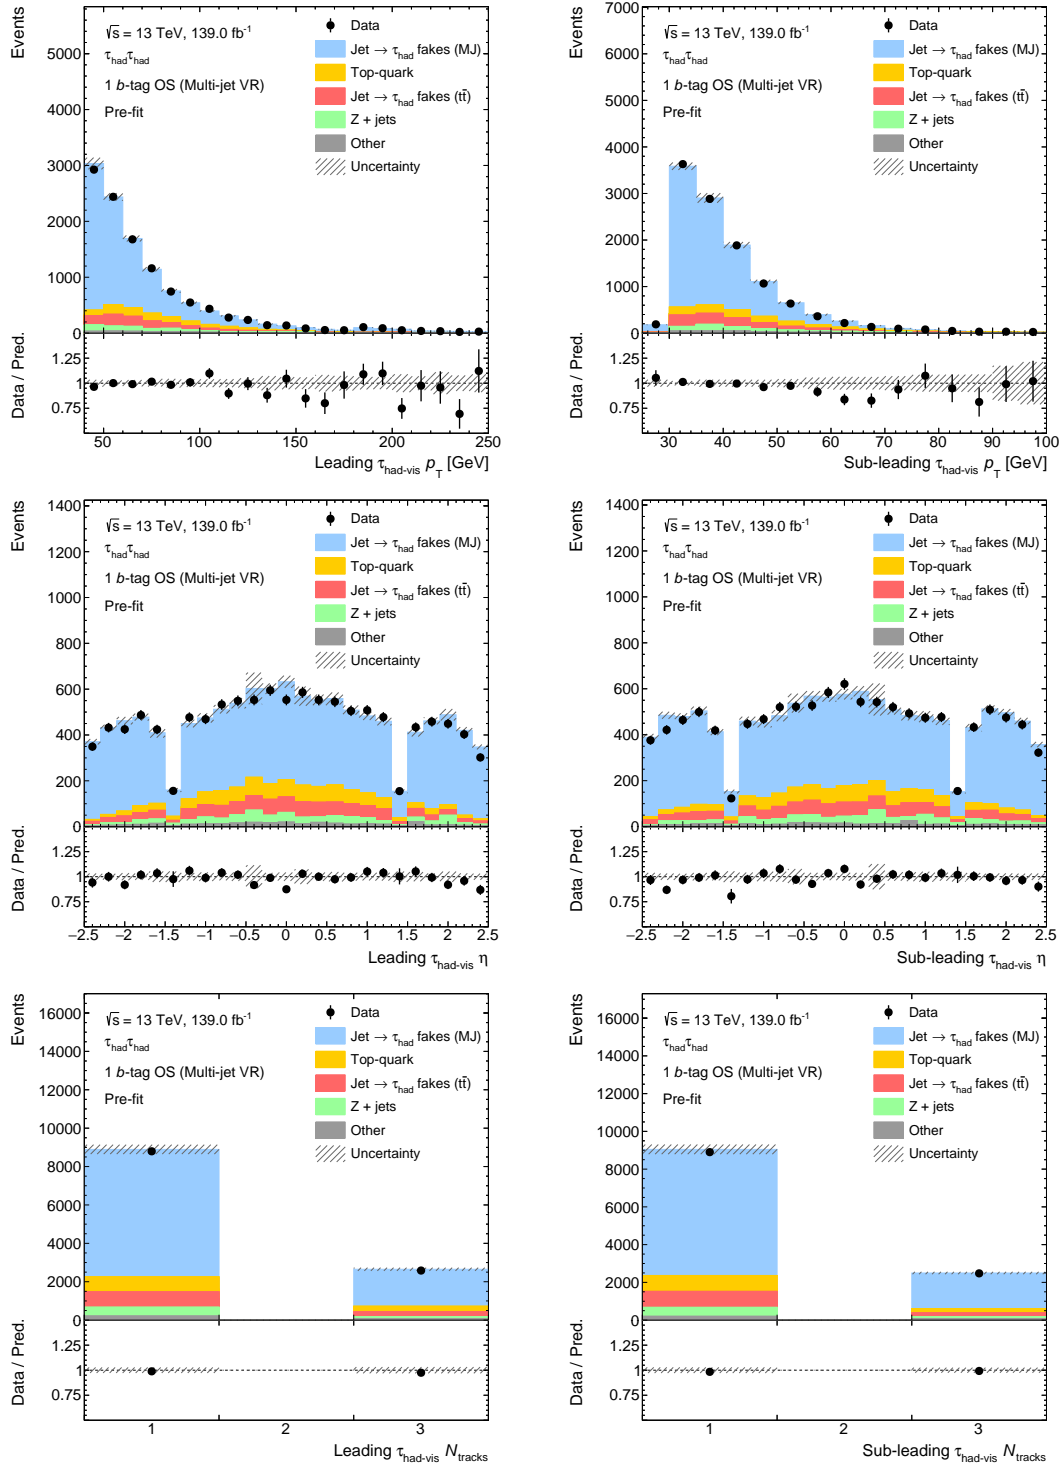 Events
√s = 13 TeV, 139.0 fb-1
τhadτhad
1 b-tag OS (Multi-jet VR)
Pre-fit
Data
Jet → τhad fakes (MJ)
Top-quark
Jet → τhad fakes (tt̄)
Z + jets
Other
Uncertainty
5000
4000
3000
2000
1000
0
Data / Pred.
1.25
1
0.75
50 100 150 200 250
Leading τhad-vis pT [GeV]
Events
√s = 13 TeV, 139.0 fb-1
τhadτhad
1 b-tag OS (Multi-jet VR)
Pre-fit
Data
Jet → τhad fakes (MJ)
Top-quark
Jet → τhad fakes (tt̄)
Z + jets
Other
Uncertainty
7000
6000
5000
4000
3000
2000
1000
0
Data / Pred.
1.25
1
0.75
30 40 50 60 70 80 90 100
Sub-leading τhad-vis pT [GeV]
Events
√s = 13 TeV, 139.0 fb-1
τhadτhad
1 b-tag OS (Multi-jet VR)
Pre-fit
Data
Jet → τhad fakes (MJ)
Top-quark
Jet → τhad fakes (tt̄)
Z + jets
Other
Uncertainty
1400
1200
1000
800
600
400
200
0
Data / Pred.
1.25
1
0.75
−2.5 −2 −1.5 −1 −0.5 0 0.5 1 1.5 2 2.5
Leading τhad-vis η
Events
√s = 13 TeV, 139.0 fb-1
τhadτhad
1 b-tag OS (Multi-jet VR)
Pre-fit
Data
Jet → τhad fakes (MJ)
Top-quark
Jet → τhad fakes (tt̄)
Z + jets
Other
Uncertainty
1400
1200
1000
800
600
400
200
0
Data / Pred.
1.25
1
0.75
−2.5 −2 −1.5 −1 −0.5 0 0.5 1 1.5 2 2.5
Sub-leading τhad-vis η
Events
√s = 13 TeV, 139.0 fb-1
τhadτhad
1 b-tag OS (Multi-jet VR)
Pre-fit
Data
Jet → τhad fakes (MJ)
Top-quark
Jet → τhad fakes (tt̄)
Z + jets
Other
Uncertainty
16000
14000
12000
10000
8000
6000
4000
2000
0
Data / Pred.
1.25
1
0.75
1 2 3
Leading τhad-vis Ntracks
Events
√s = 13 TeV, 139.0 fb-1
τhadτhad
1 b-tag OS (Multi-jet VR)
Pre-fit
Data
Jet → τhad fakes (MJ)
Top-quark
Jet → τhad fakes (tt̄)
Z + jets
Other
Uncertainty
16000
14000
12000
10000
8000
6000
4000
2000
0
Data / Pred.
1.25
1
0.75
1 2 3
Sub-leading τhad-vis Ntracks